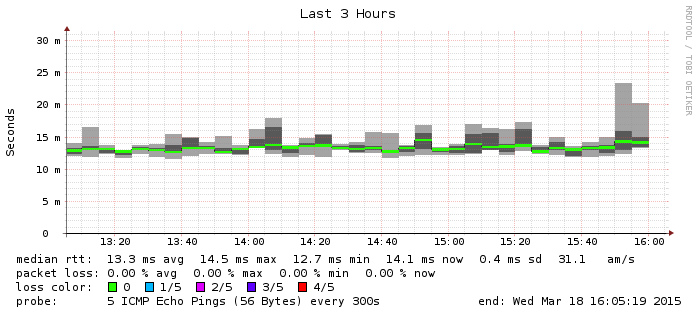 Last 3 Hours
RRDTOOL / TOBI OETIKER
Seconds
30 m
25 m
20 m
15 m
10 m
5 m
0
13:20 13:40 14:00 14:20 14:40 15:00 15:20 15:40 16:00
median rtt: 13.3 ms avg 14.5 ms max 12.7 ms min 14.1 ms now 0.4 ms sd 31.1 am/s
packet loss: 0.00 % avg 0.00 % max 0.00 % min 0.00 % now
loss color: 0 1/5 2/5 3/5 4/5
probe: 5 ICMP Echo Pings (56 Bytes) every 300s end: Wed Mar 18 16:05:19 2015